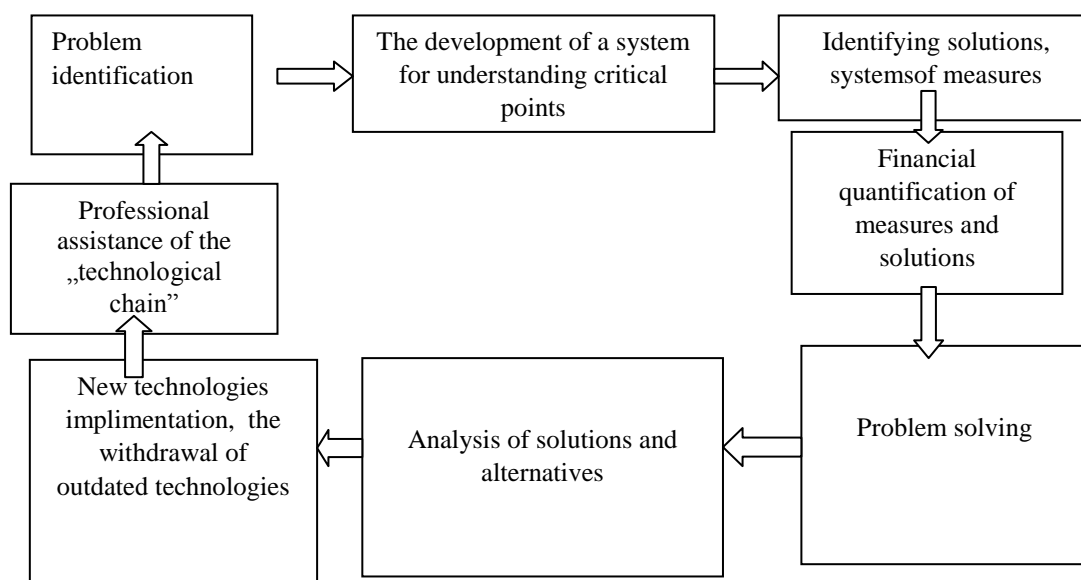 Problem
identification
The development of a system
for understanding critical
points
Identifying solutions,
systemsof measures
Financial
quantification of
measures and
solutions
Problem solving
Analysis of solutions and
alternatives
New technologies
implimentation,  the
withdrawal of
outdated technologies
Professional
assistance of the
„technological
chain”